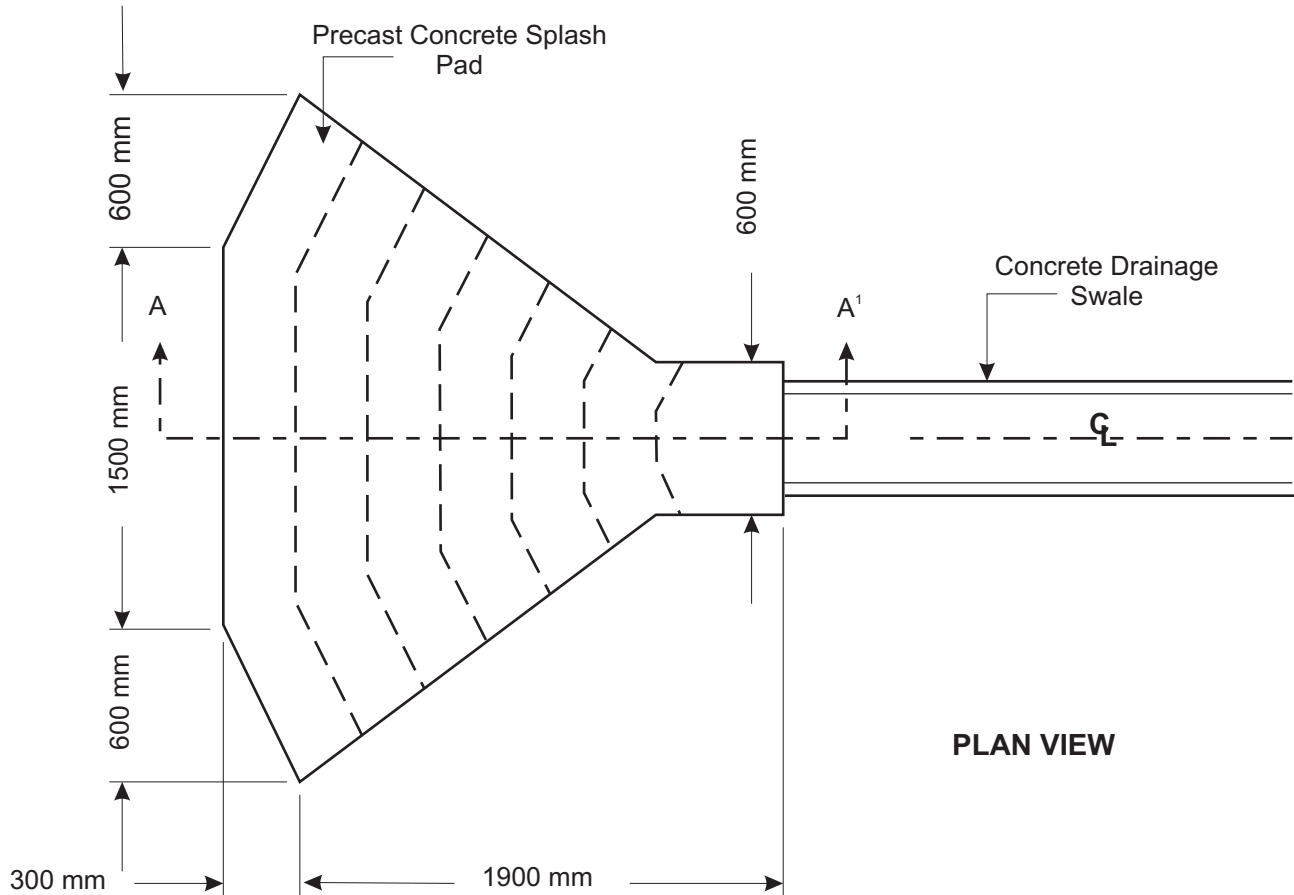 Precast Concrete Splash
Pad
600 mm
600 mm
Concrete Drainage
Swale
A
A¹
1500 mm
℄
600 mm
PLAN VIEW
300 mm
1900 mm